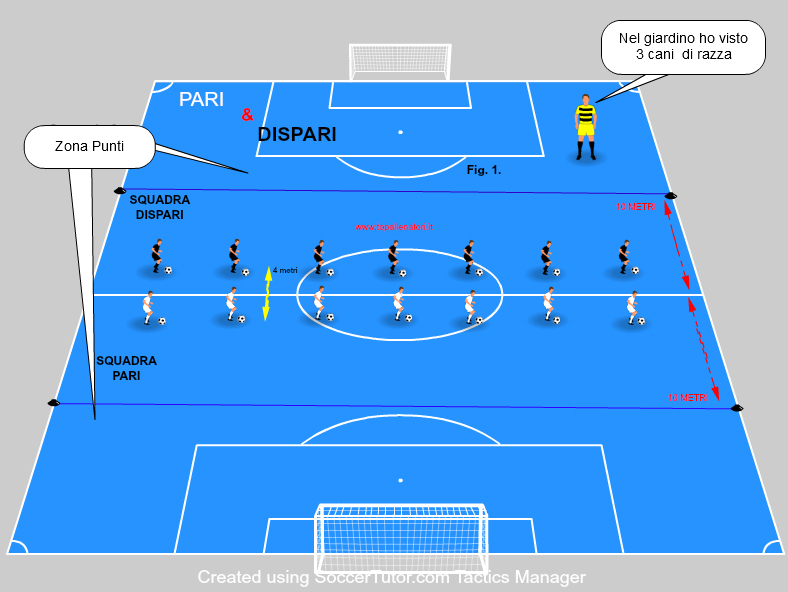 Nel giardino ho visto
3 cani di razza
PARI
&
DISPARI
Zona Punti
Fig. 1.
SQUADRA
DISPARI
10 METRI
4 metri
SQUADRA
PARI
10 METRI
Created using SoccerTutor.com Tactics Manager